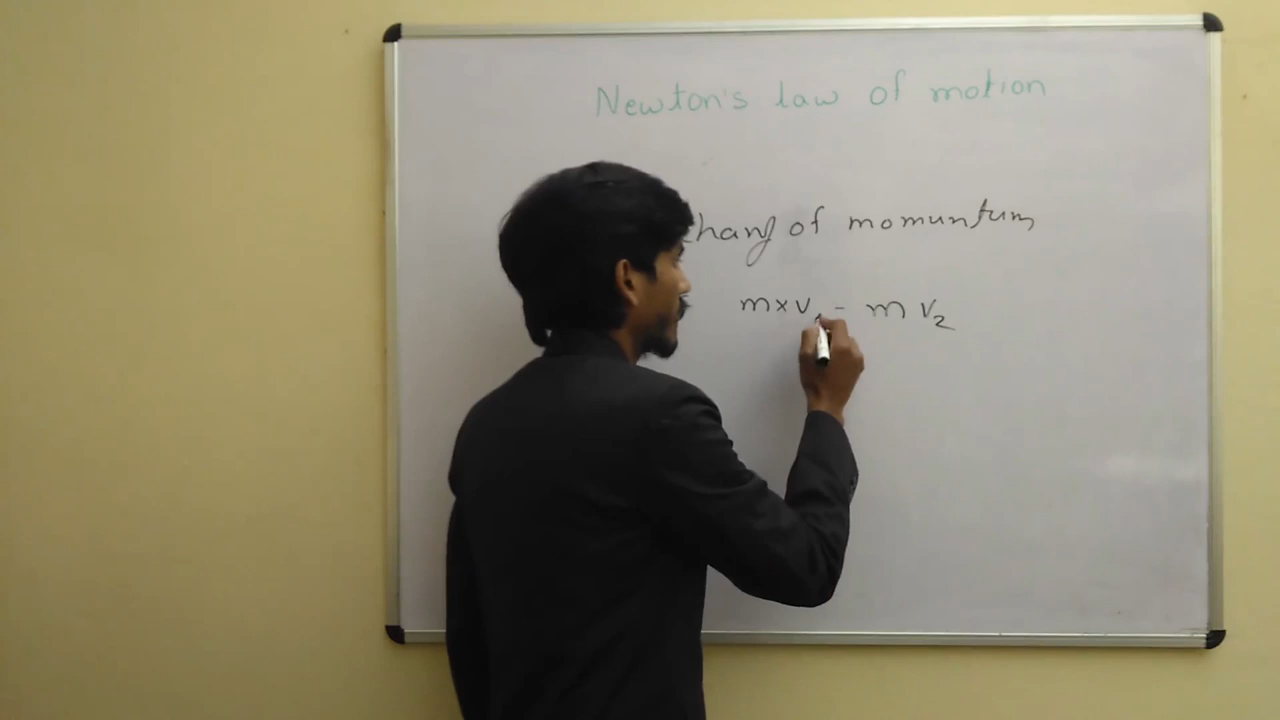 Newton's law of motion
chang of momuntum
m×v₁ - m v₂